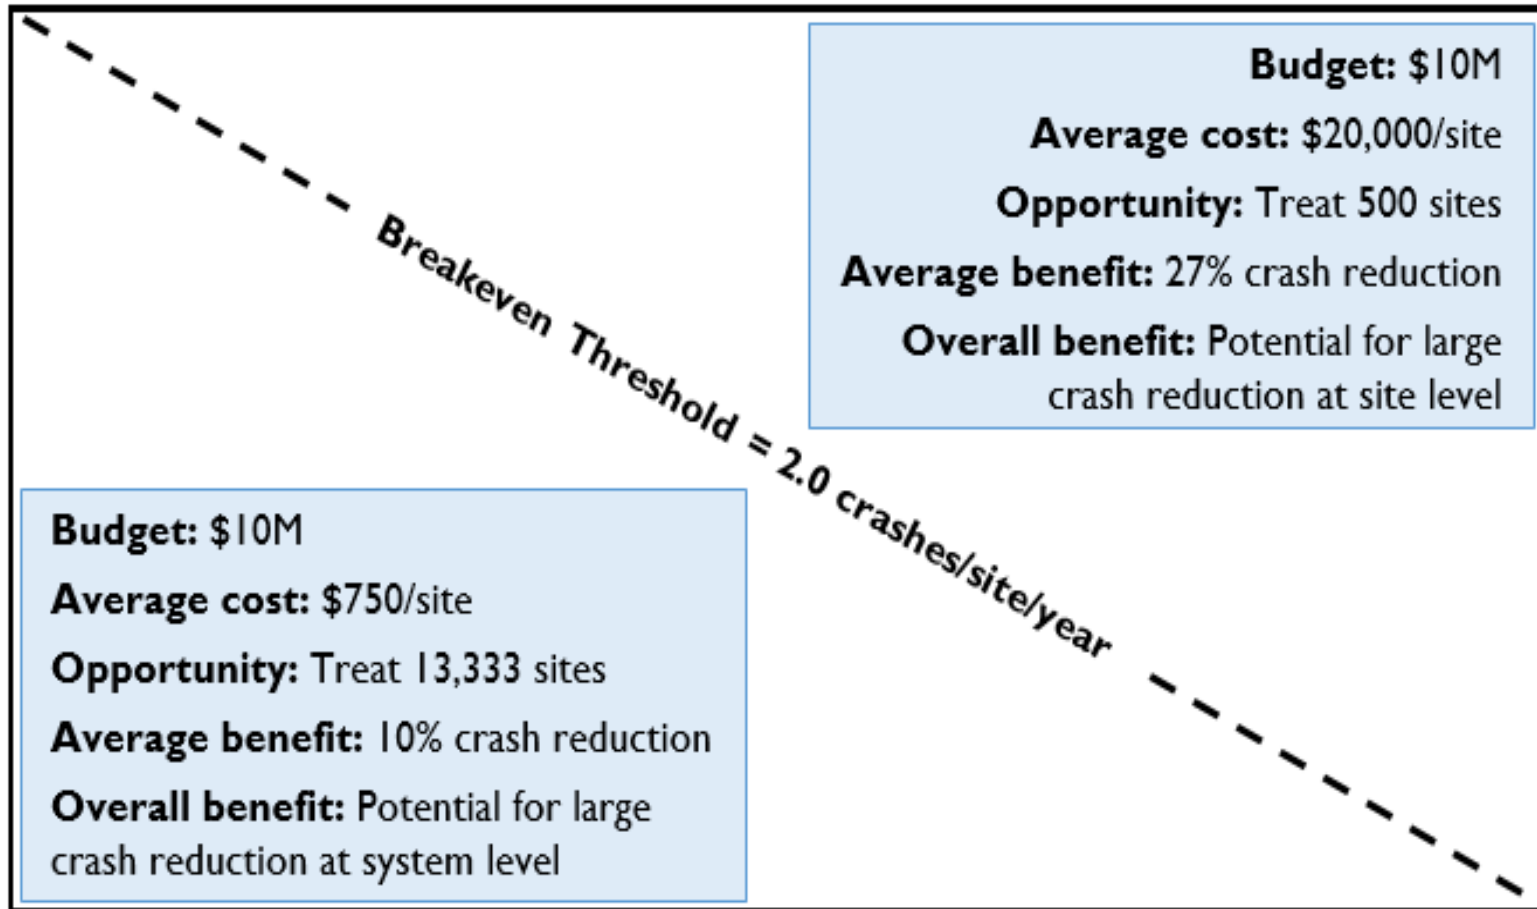 Budget: $10M
Average cost: $20,000/site
Opportunity: Treat 500 sites
Average benefit: 27% crash reduction
Overall benefit: Potential for large
crash reduction at site level
Breakeven Threshold = 2.0 crashes/site/year
Budget: $10M
Average cost: $750/site
Opportunity: Treat 13,333 sites
Average benefit: 10% crash reduction
Overall benefit: Potential for large
crash reduction at system level